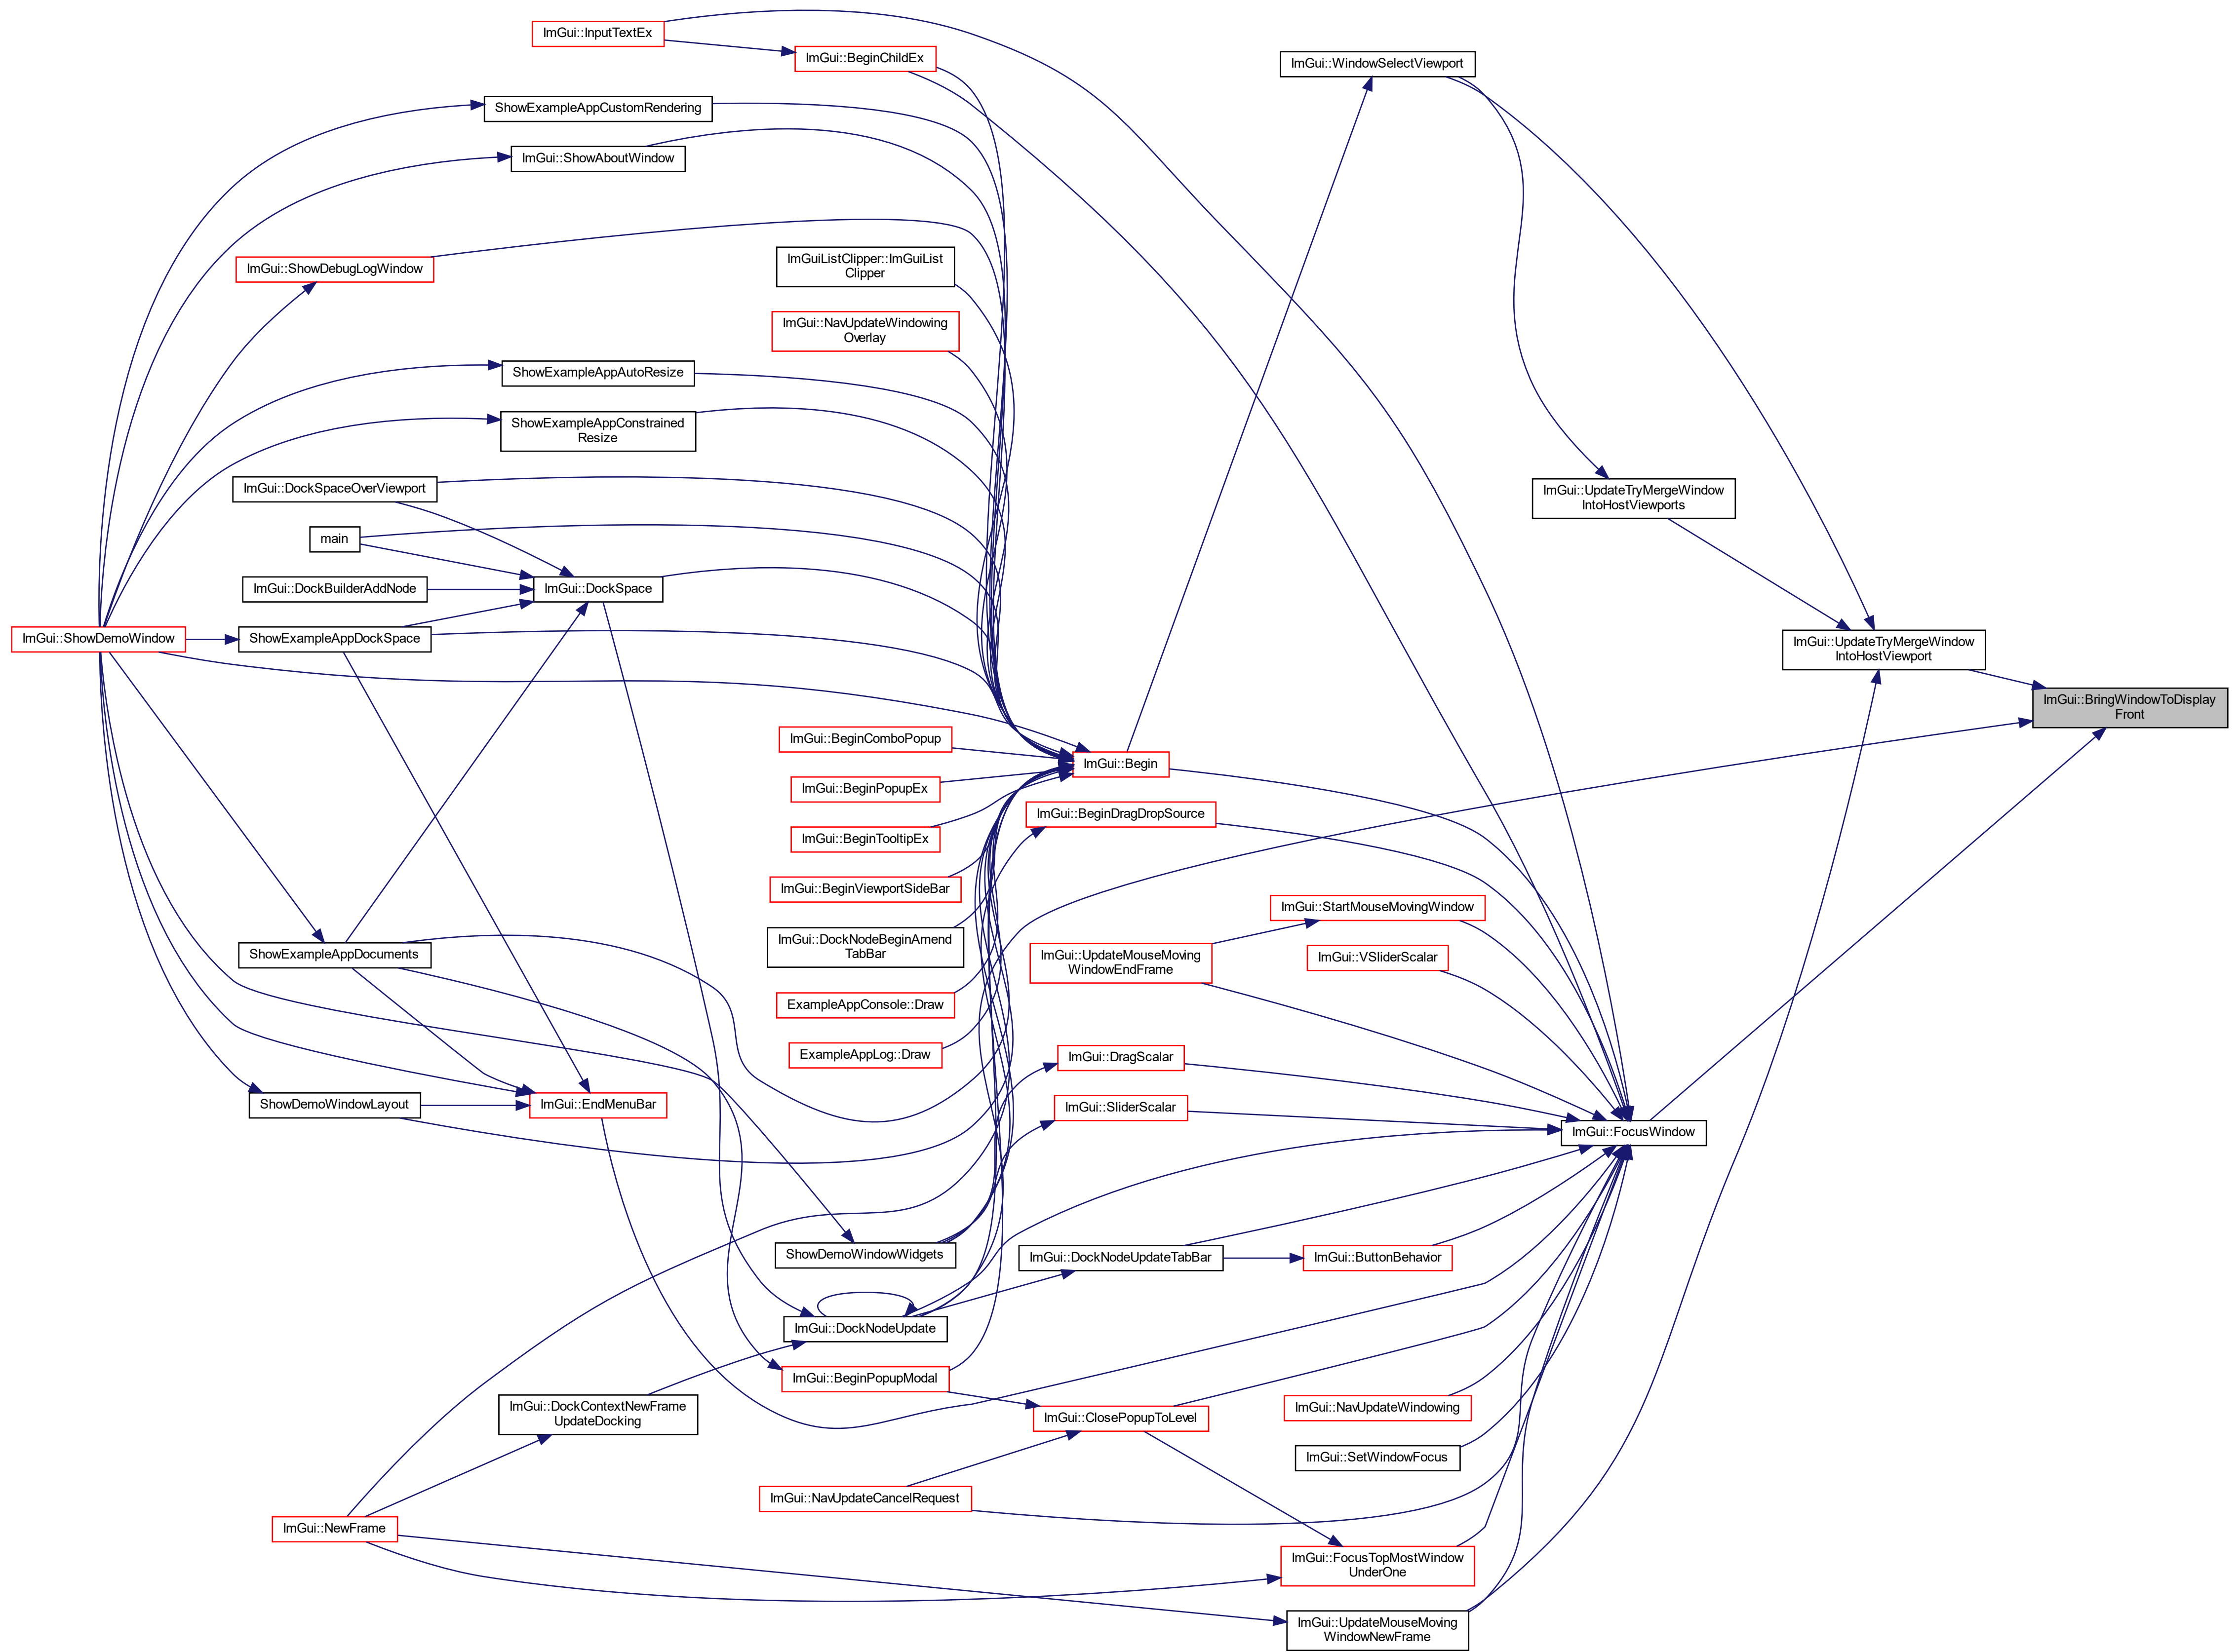 ImGui::InputTextEx
ImGui::BeginChildEx
ImGui::WindowSelectViewport
ShowExampleAppCustomRendering
ImGui::ShowAboutWindow
ImGui::ShowDebugLogWindow
ImGuiListClipper::ImGuiList
Clipper
ImGui::NavUpdateWindowing
Overlay
ShowExampleAppAutoResize
ShowExampleAppConstrained
Resize
ImGui::DockSpaceOverViewport
ImGui::UpdateTryMergeWindow
IntoHostViewports
main
ImGui::DockBuilderAddNode
ImGui::DockSpace
ImGui::ShowDemoWindow
ShowExampleAppDockSpace
ImGui::UpdateTryMergeWindow
IntoHostViewport
ImGui::BringWindowToDisplay
Front
ImGui::BeginComboPopup
ImGui::Begin
ImGui::BeginPopupEx
ImGui::BeginDragDropSource
ImGui::BeginTooltipEx
ImGui::BeginViewportSideBar
ImGui::StartMouseMovingWindow
ShowExampleAppDocuments
ImGui::DockNodeBeginAmend
TabBar
ImGui::UpdateMouseMoving
WindowEndFrame
ImGui::VSliderScalar
ExampleAppConsole::Draw
ExampleAppLog::Draw
ImGui::DragScalar
ShowDemoWindowLayout
ImGui::EndMenuBar
ImGui::SliderScalar
ImGui::FocusWindow
ShowDemoWindowWidgets
ImGui::DockNodeUpdateTabBar
ImGui::ButtonBehavior
ImGui::DockNodeUpdate
ImGui::BeginPopupModal
ImGui::DockContextNewFrame
UpdateDocking
ImGui::ClosePopupToLevel
ImGui::NavUpdateWindowing
ImGui::SetWindowFocus
ImGui::NavUpdateCancelRequest
ImGui::NewFrame
ImGui::FocusTopMostWindow
UnderOne
ImGui::UpdateMouseMoving
WindowNewFrame